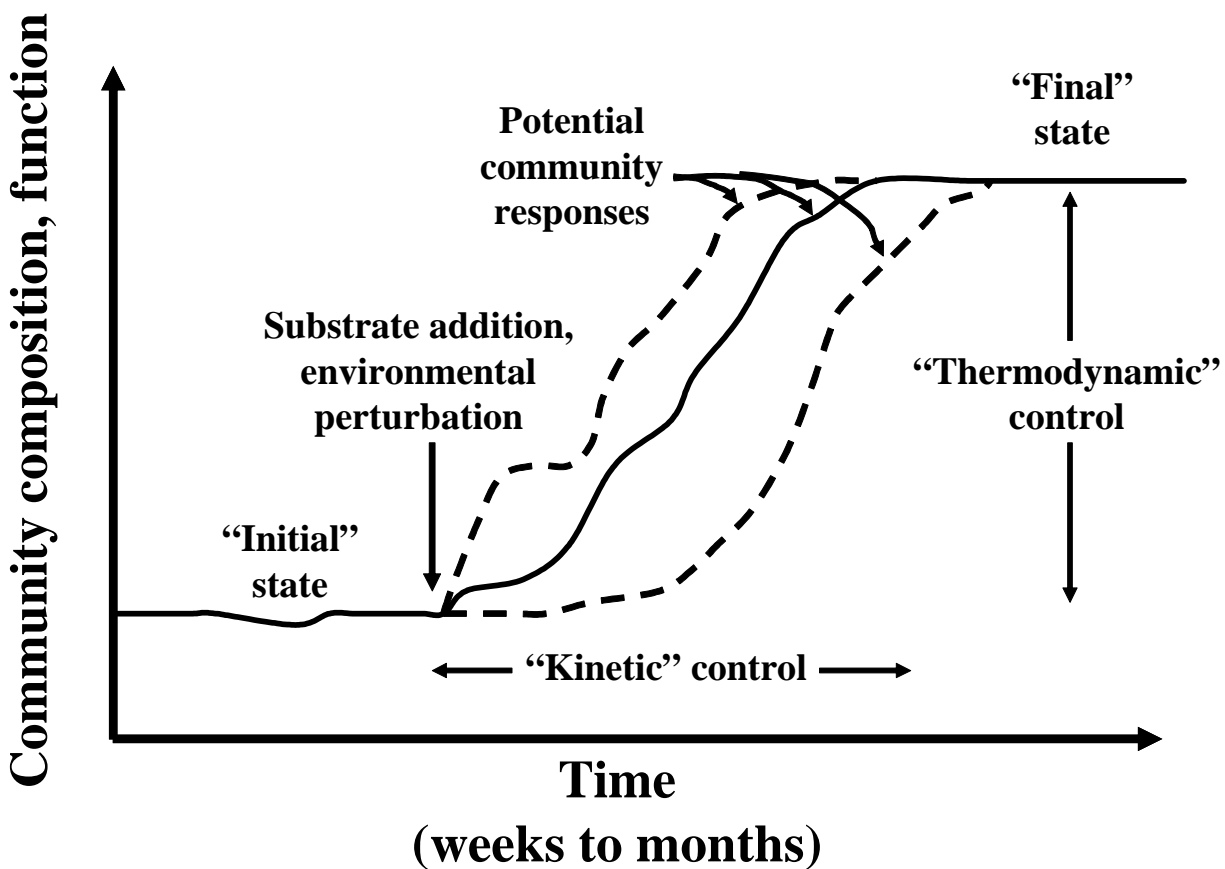 Community composition, function
“Final”
state
Potential
community
responses
Substrate addition,
environmental
perturbation
“Thermodynamic”
control
“Initial”
state
“Kinetic” control
Time
(weeks to months)